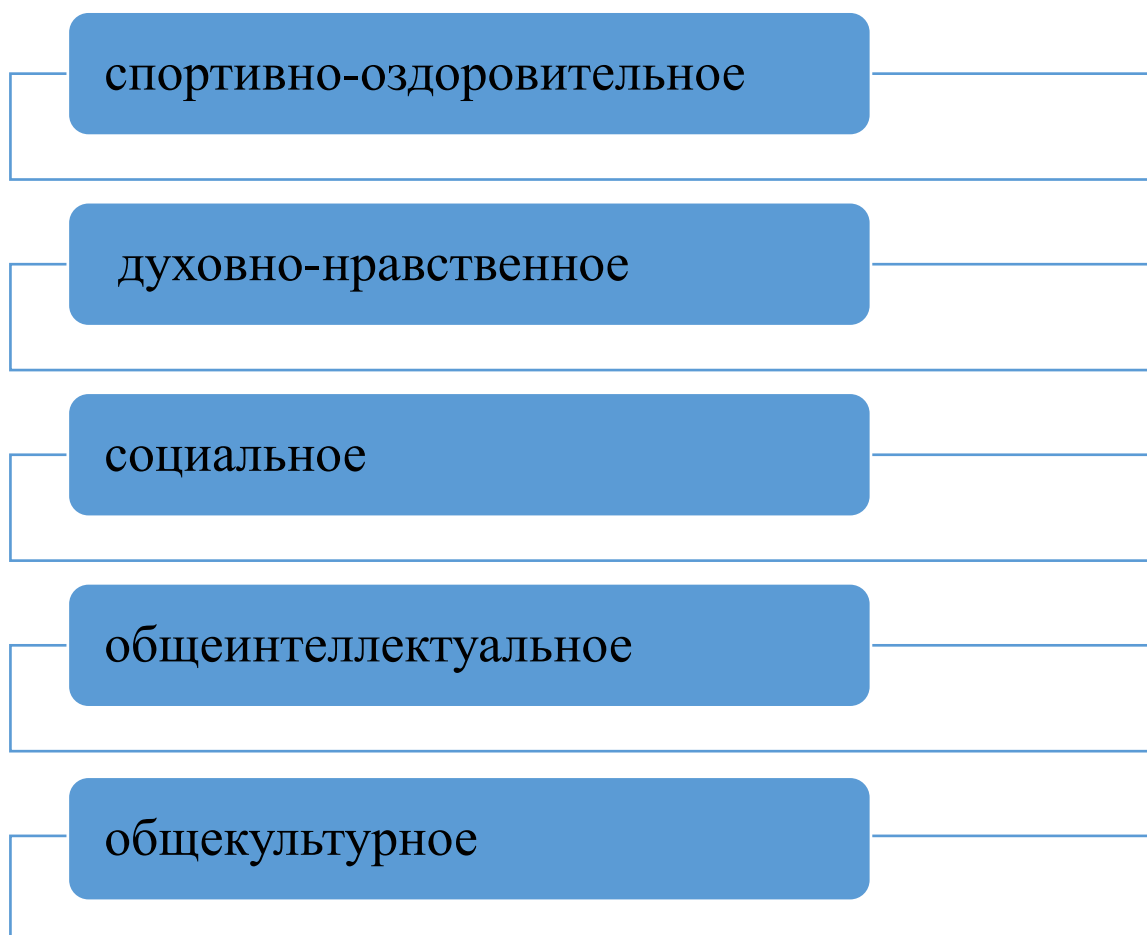 спортивно-оздоровительное
духовно-нравственное
социальное
общеинтеллектуальное
общекультурное